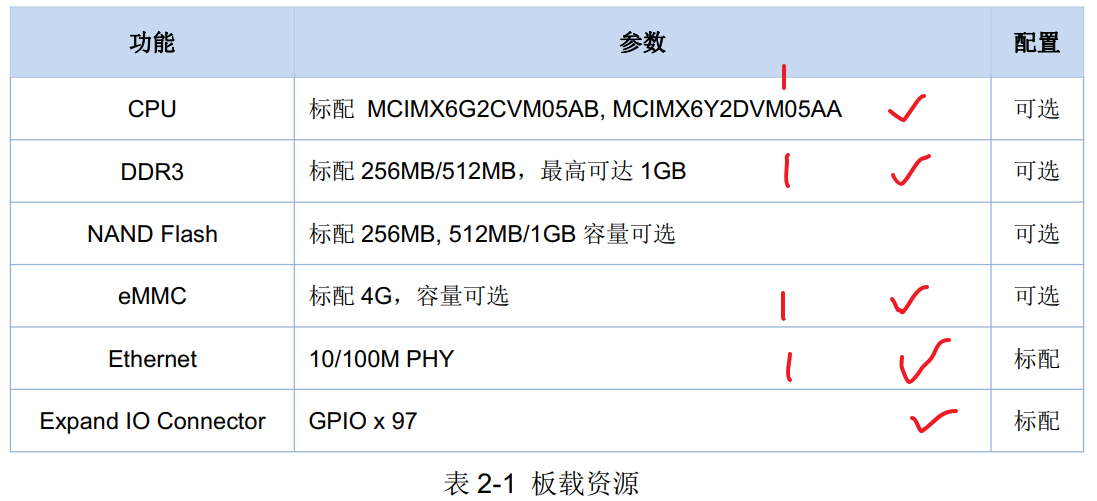 功能 参数 配置
CPU 标配 MCIMX6G2CVM05AB, MCIMX6Y2DVM05AA 可选
DDR3 标配 256MB/512MB，最高可达 1GB 可选
NAND Flash 标配 256MB, 512MB/1GB 容量可选 可选
eMMC 标配 4G，容量可选 可选
Ethernet 10/100M PHY 标配
Expand IO Connector GPIO x 97 标配
表 2-1 板载资源